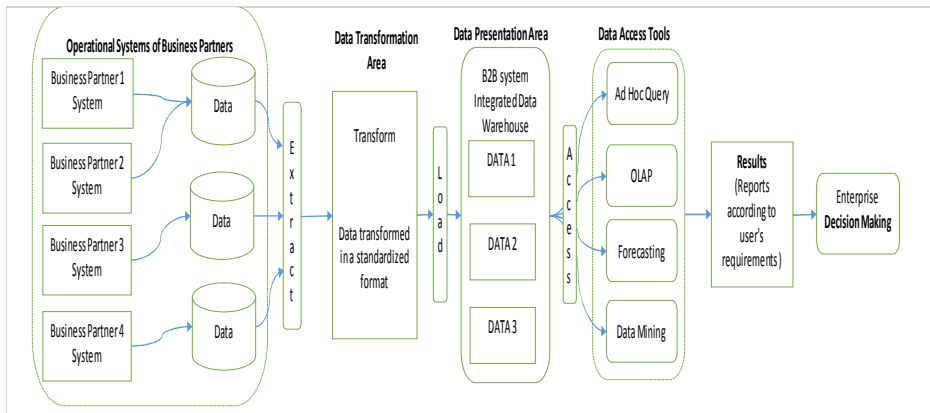 Operational Systems of Business Partners
Business Partner 1
System
Business Partner 2
System
Business Partner 3
System
Business Partner 4
System
Data
Data
Data
Extract
Data Transformation
Area
Transform
Data transformed
in a standardized
format
Load
Data Presentation Area
B2B system
Integrated Data
Warehouse
DATA 1
DATA 2
DATA 3
Access
Data Access Tools
Ad Hoc Query
OLAP
Forecasting
Data Mining
Results
(Reports
according to
user's
requirements )
Enterprise
Decision Making